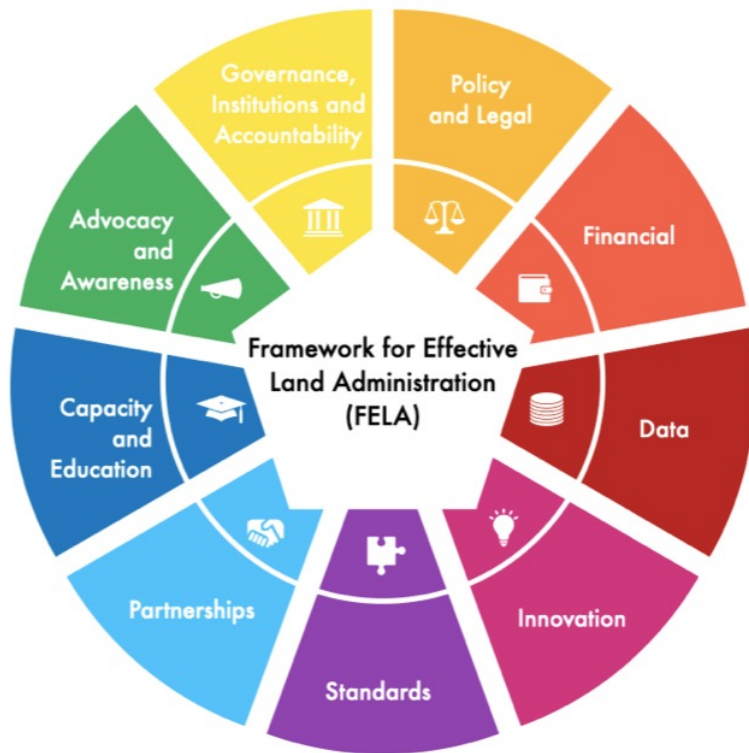 Governance,
Institutions and
Accountability
Policy
and Legal
Financial
Data
Innovation
Standards
Partnerships
Capacity
and
Education
Advocacy
and
Awareness
Framework for Effective
Land Administration
(FELA)